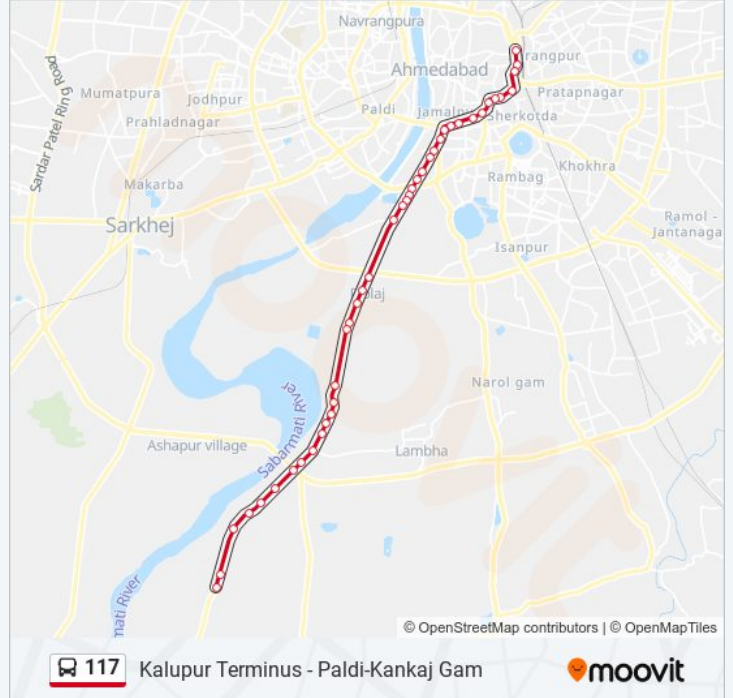 Navrangpura
Sardar Patel Ring Road
Mumatpura
Jodhpur
Ahmedabad
rangpur
Pratapnagar
Prahladnagar
Paldi
Jamalpu
Sherkotda
Khokhra
Rambag
Makarba
Sarkhej
Ramol -
Jantanaga
Isanpur
olaj
Narol gam
Sabarmati River
Ashapur village
Lambha
mati River
© OpenStreetMap contributors | © OpenMapTiles
117 Kalupur Terminus - Paldi-Kankaj Gam
moovit